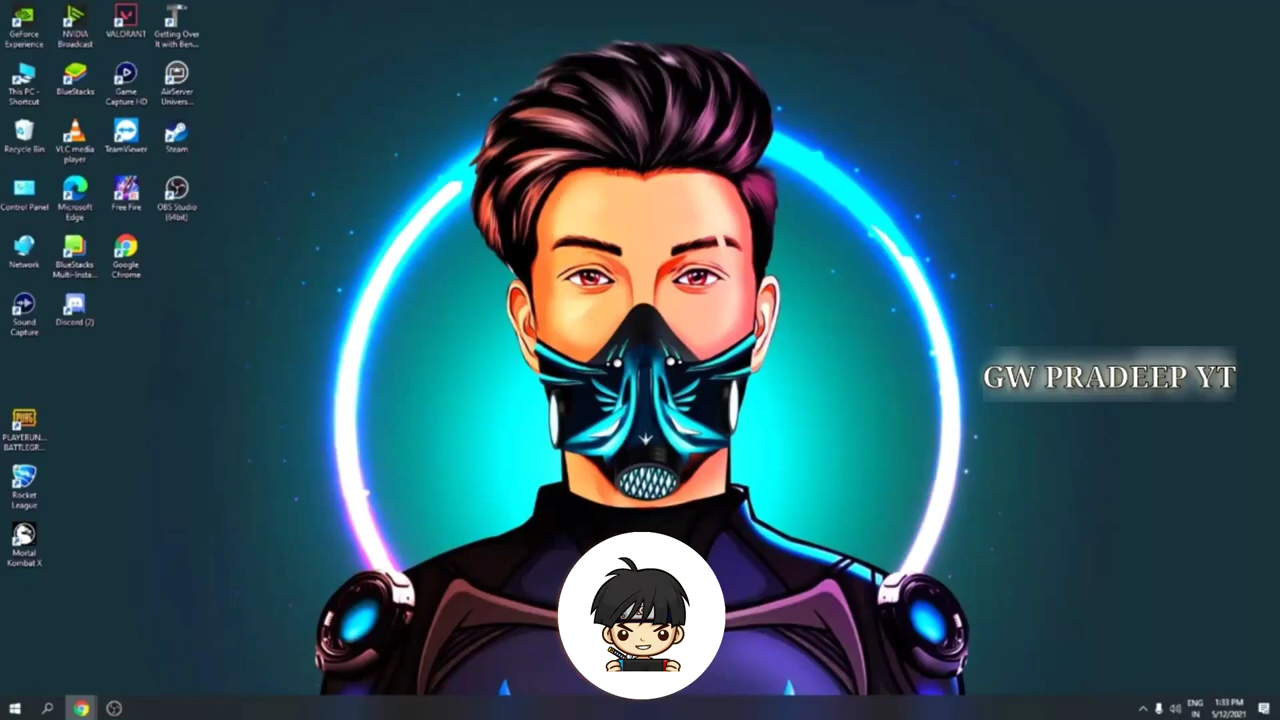 GeForce
Experience
NVIDIA
Broadcast
VALORANT
Getting Over
It with Ben...
This PC -
Shortcut
BlueStacks
Game
Capture HD
AirServer
Univers...
Recycle Bin
VLC media
player
TeamViewer
Steam
Control Panel
Microsoft
Edge
Free Fire
OBS Studio
(64bit)
Network
BlueStacks
Multi-Insta...
Google
Chrome
Sound
Capture
Discord (2)
GW PRADEEP YT
PUBG
PLAYERUN...
BATTLEGR...
Rocket
League
Mortal
Kombat X
ENG
IN
1:33 PM
5/12/2021